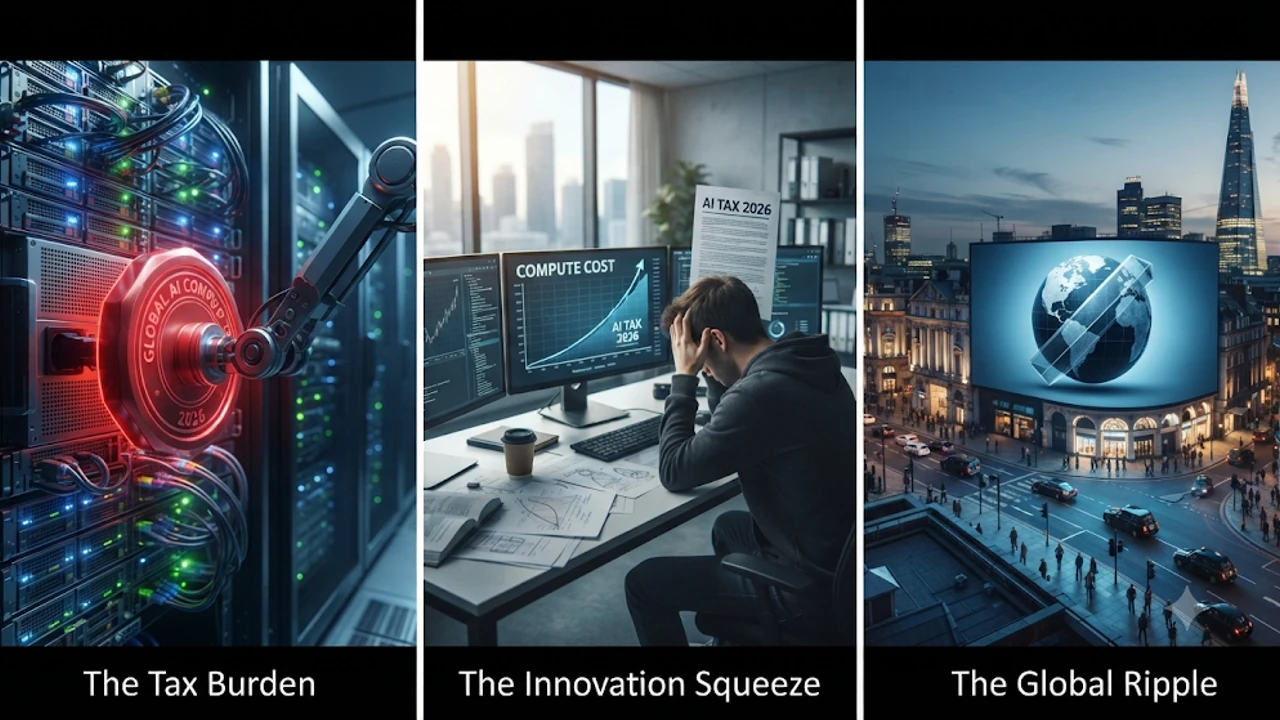 GLOBAL AI
2026
The Tax Burden
AI TAX 2026
COMPUTE COST
AI TAX
2026
The Innovation Squeeze
The Global Ripple